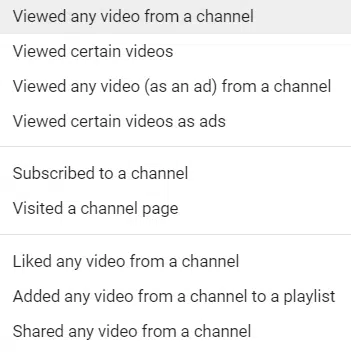 Viewed any video from a channel
Viewed certain videos
Viewed any video (as an ad) from a channel
Viewed certain videos as ads
Subscribed to a channel
Visited a channel page
Liked any video from a channel
Added any video from a channel to a playlist
Shared any video from a channel